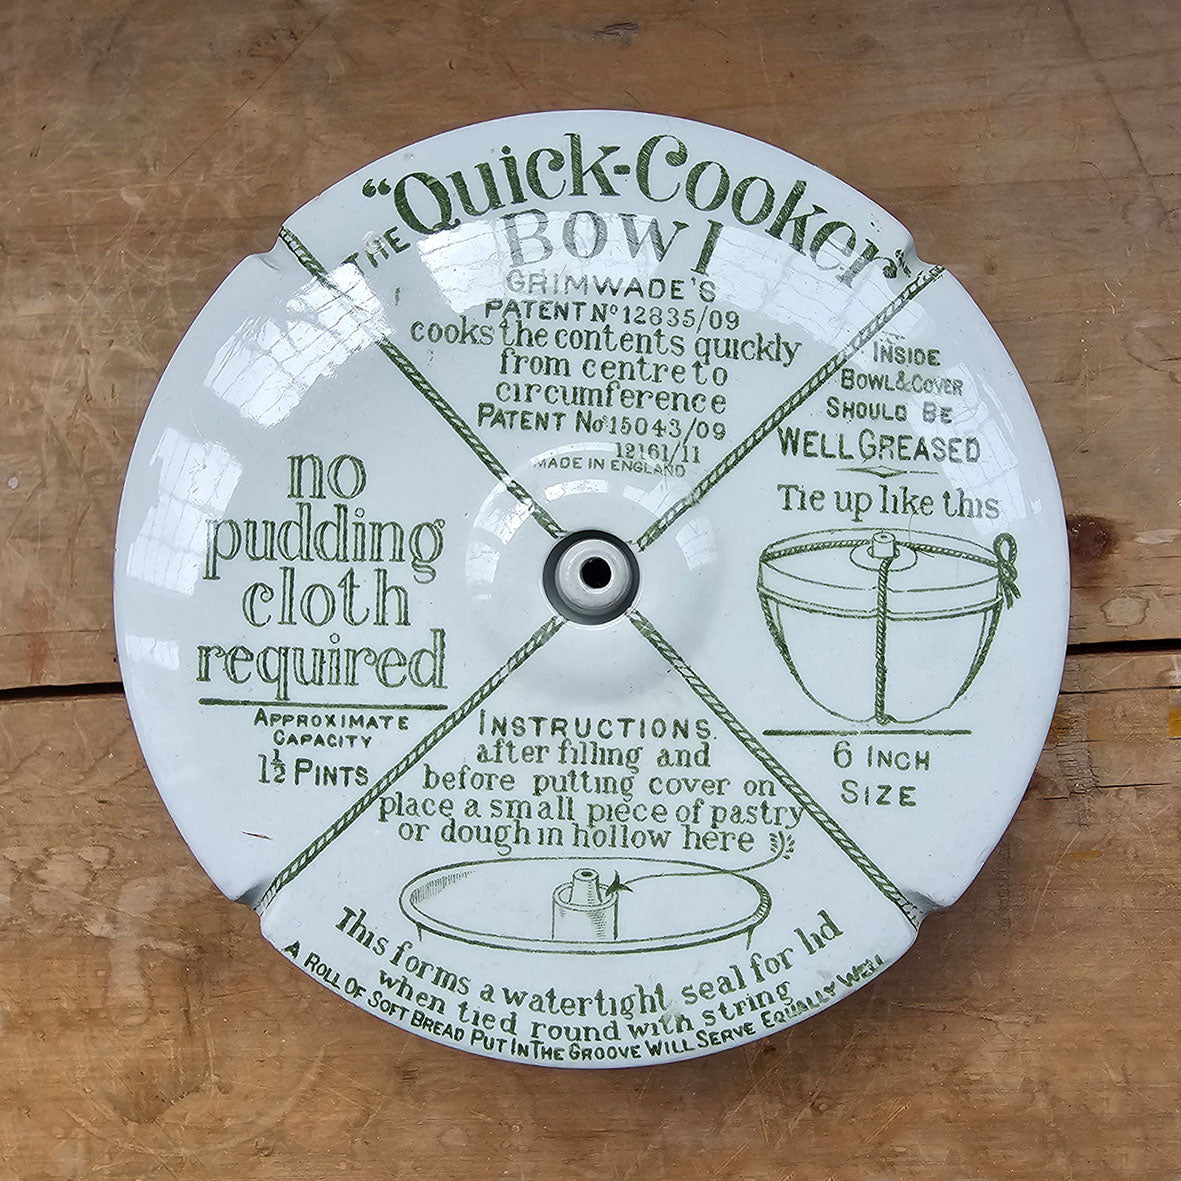 THE "Quick-Cooker"
BOWL
GRIMWADE'S
PATENT No 12835/09
cooks the contents quickly
from centre to
circumference
PATENT No 15043/09
12161/11
MADE IN ENGLAND
INSIDE
BOWL & COVER
SHOULD BE
WELL GREASED
Tie up like this
6 INCH
SIZE
no
pudding
cloth
required
APPROXIMATE
CAPACITY
1½ PINTS
INSTRUCTIONS.
after filling and
before putting cover on
place a small piece of pastry
or dough in hollow here
This forms a watertight seal for lid
when tied round with string
A ROLL OF SOFT BREAD PUT IN THE GROOVE WILL SERVE EQUALLY WELL